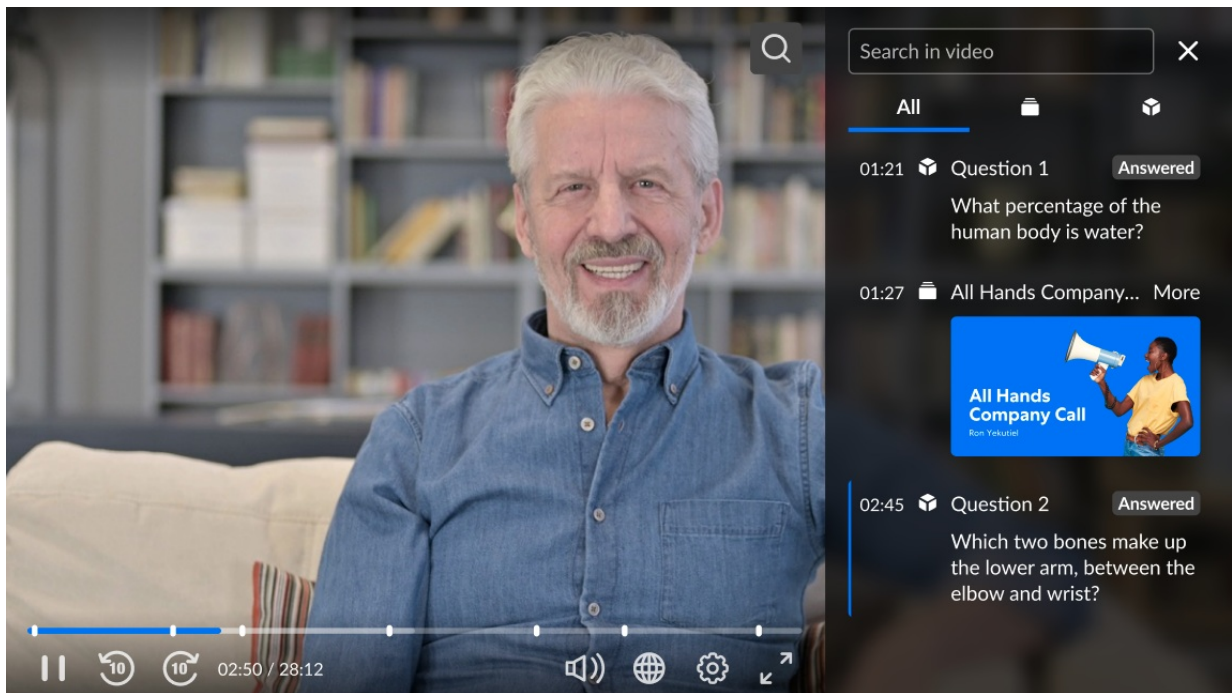 Search in video
All
01:21 Question 1 Answered
What percentage of the
human body is water?
01:27 All Hands Company... More
All Hands
Company Call
Ron Yekutiel
02:45 Question 2 Answered
Which two bones make up
the lower arm, between the
elbow and wrist?
10 10 02:50 / 28:12